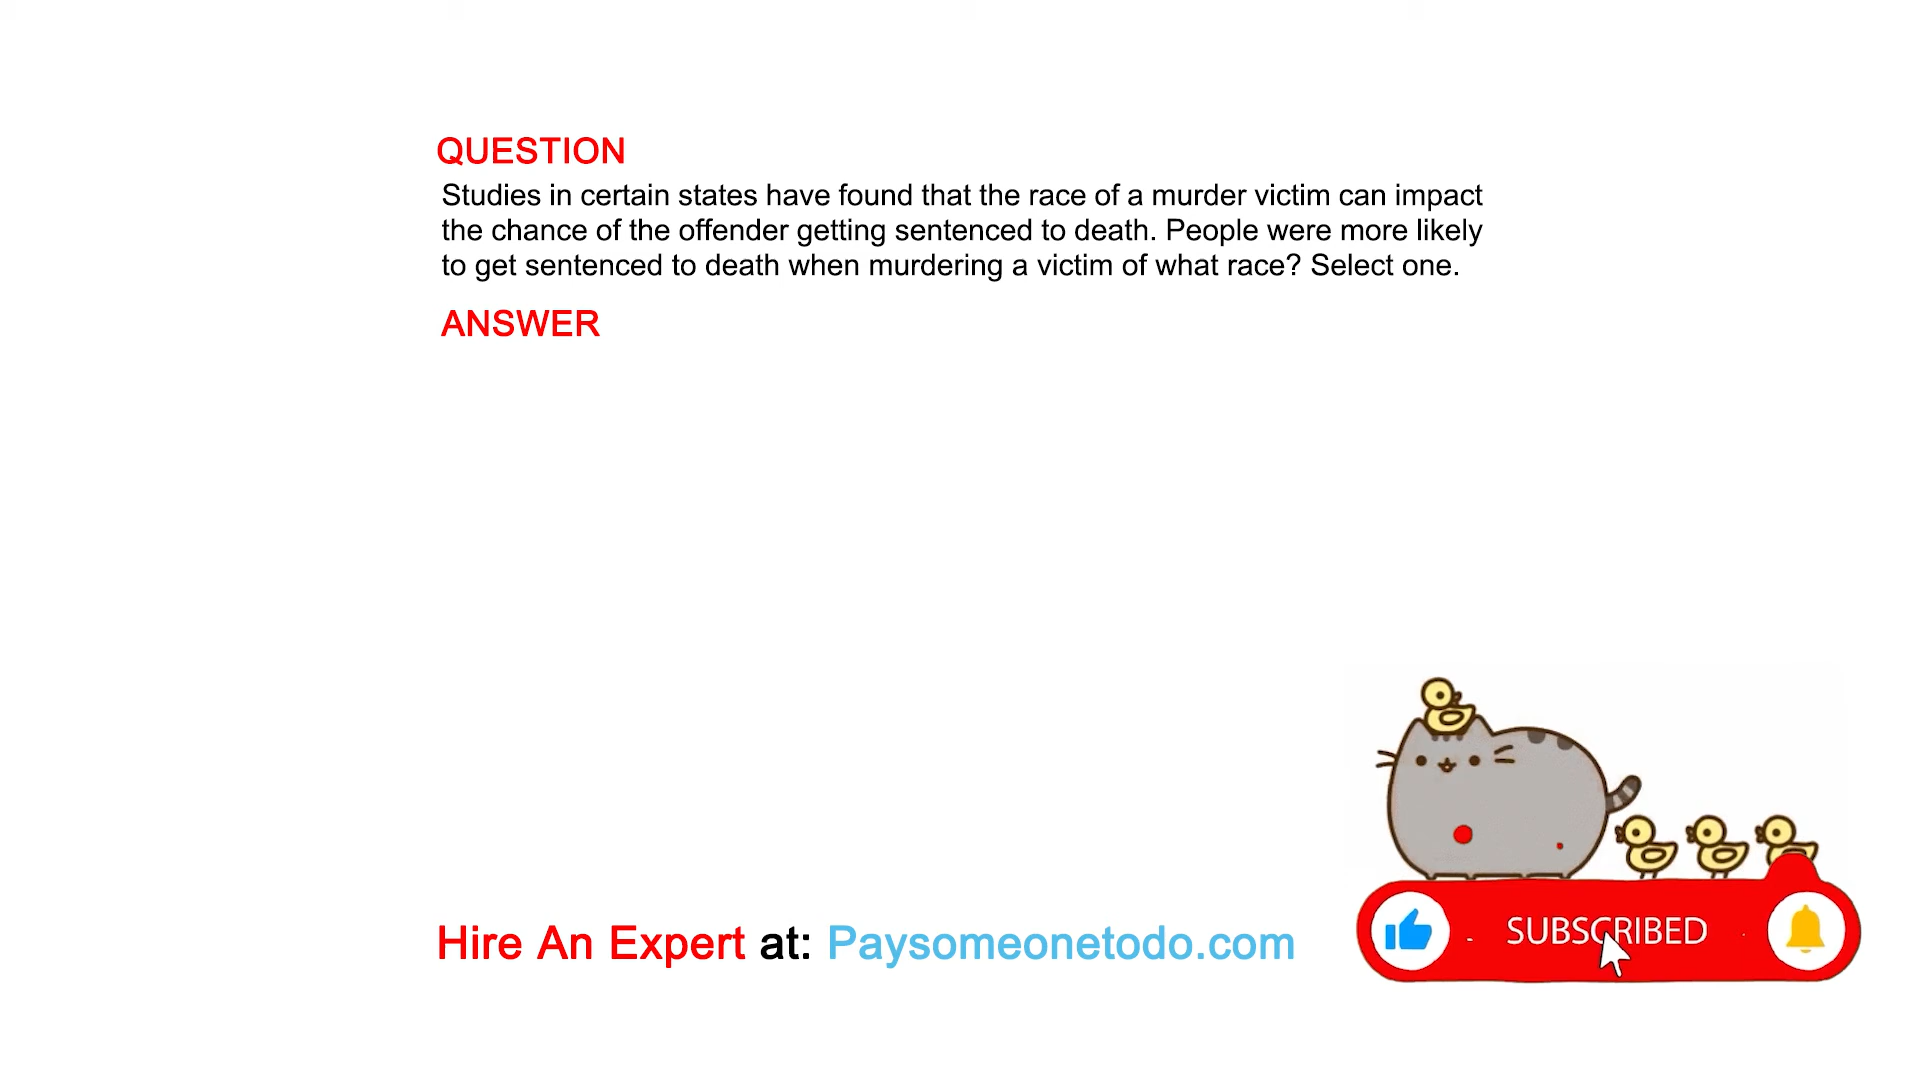 QUESTION
Studies in certain states have found that the race of a murder victim can impact
the chance of the offender getting sentenced to death. People were more likely
to get sentenced to death when murdering a victim of what race? Select one.
ANSWER
Hire An Expert at: Paysomeonetodo.com
SUBSCRIBED